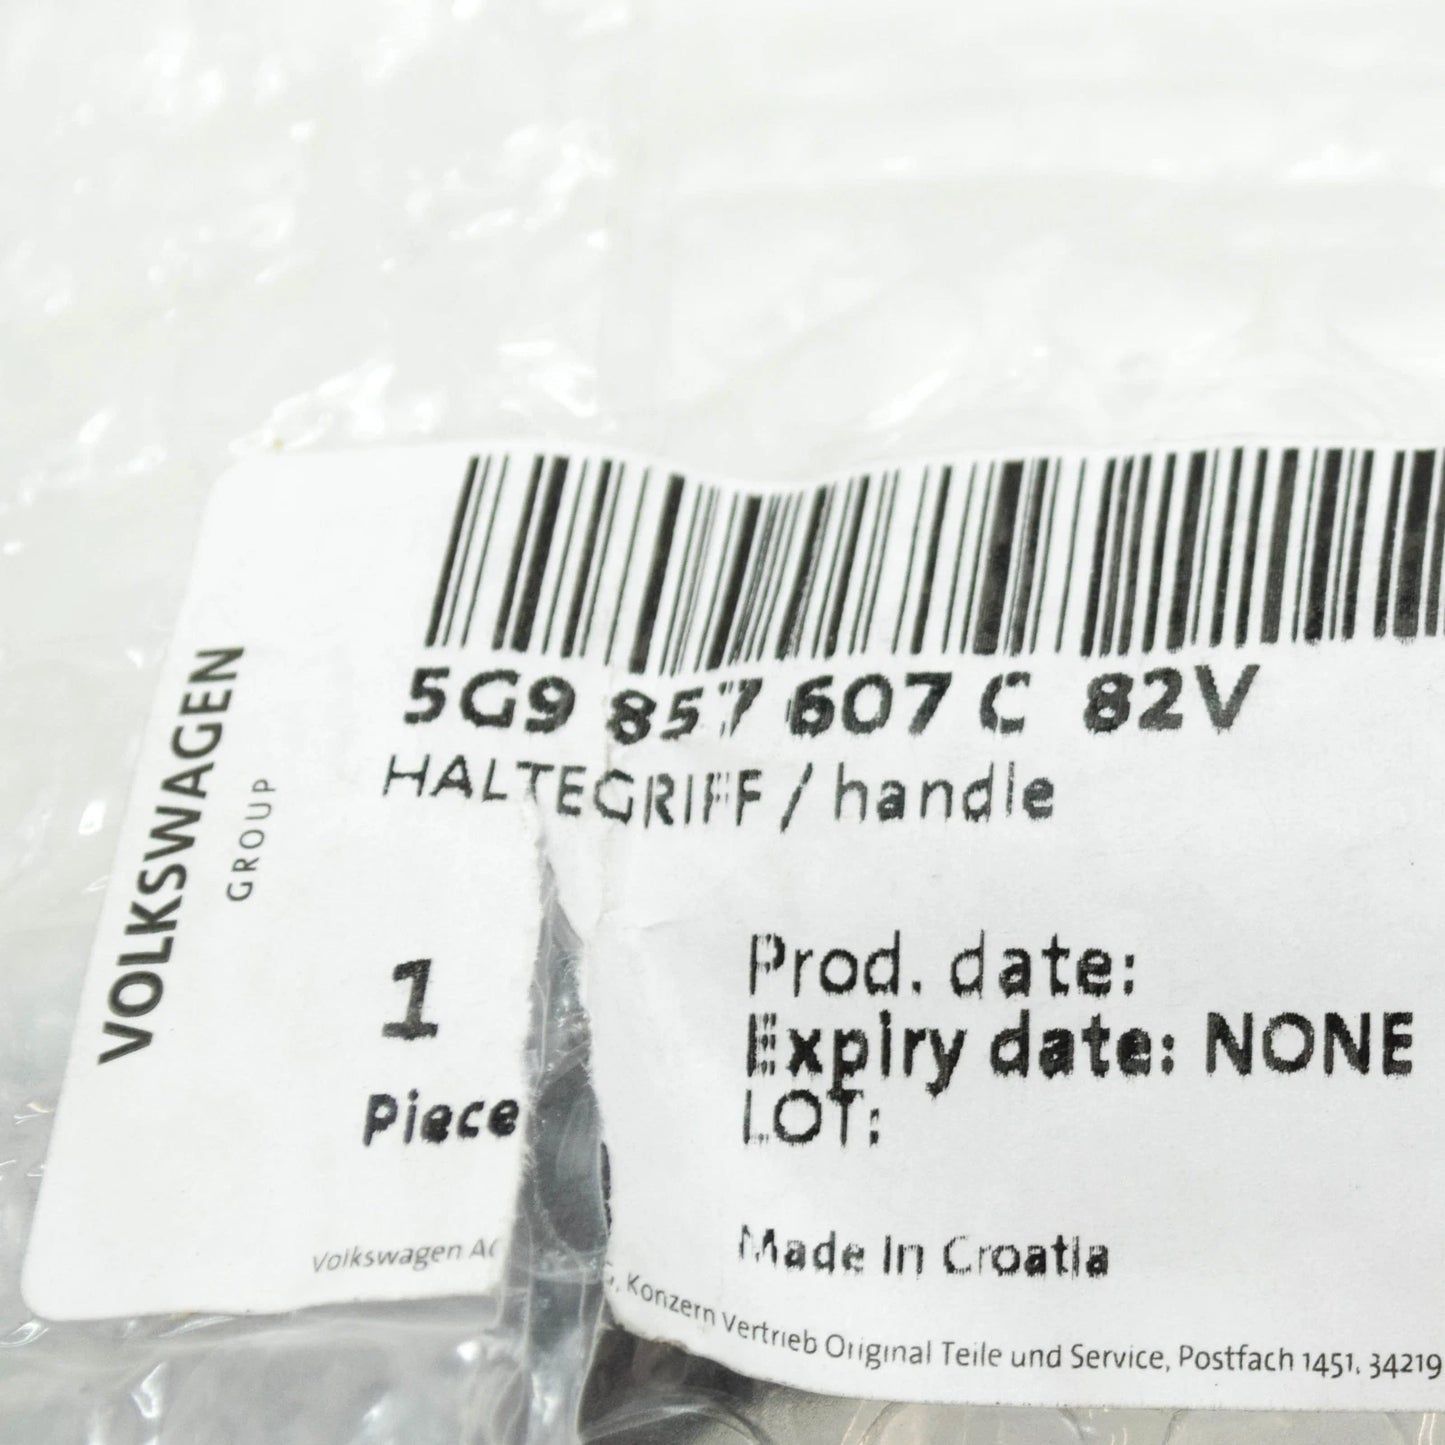 VOLKSWAGEN
GROUP
5G9 857 607 C 82V
HALTEGRIFF / handle
1
Piece
Prod. date:
Expiry date: NONE
LOT:
Made in Croatia
Volkswagen AG, Konzern Vertrieb Original Teile und Service, Postfach 1451, 34219